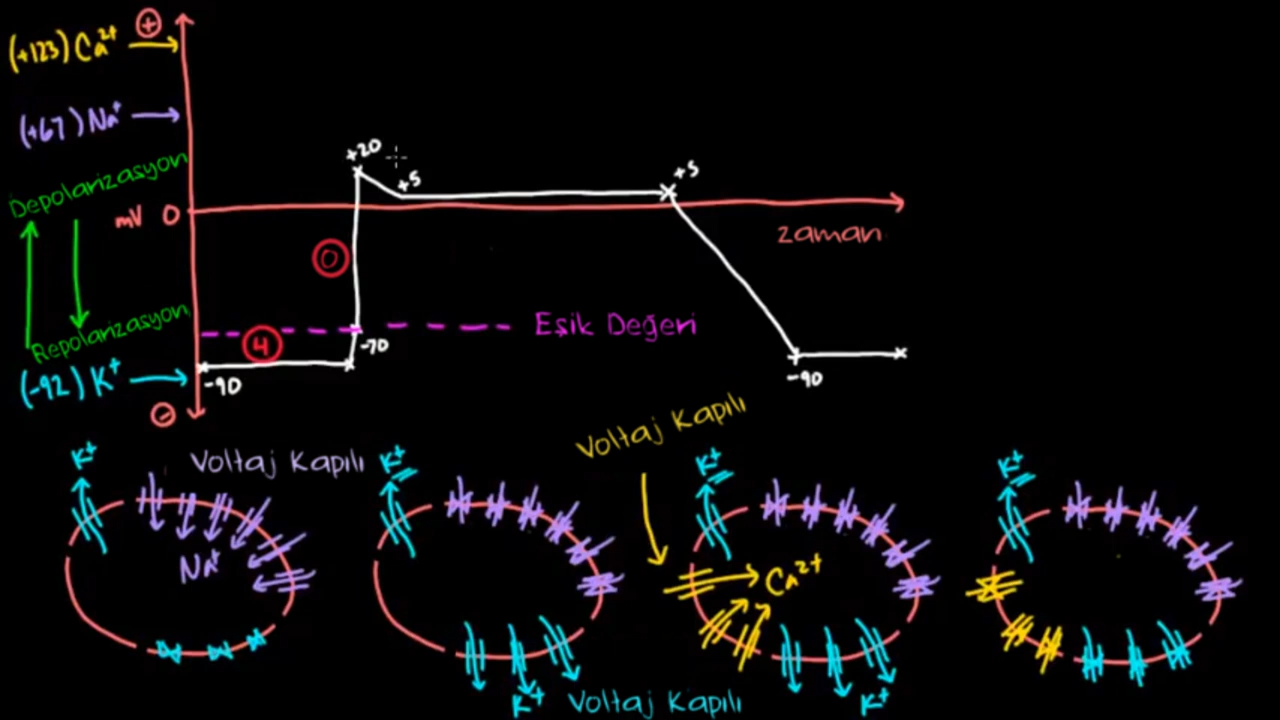 (+123) Ca²⁺
+
(+67) Na⁺
Depolarizasyon
mV 0
+20
+5
+5
zaman
0
Eşik Değeri
4
-70
Repolarizasyon
(-92) K⁺
-90
-90
-
Voltaj Kapılı
K⁺
Voltaj Kapılı
K⁺
K⁺
K⁺
Na⁺
Ca²⁺
K⁺
Voltaj Kapılı
K⁺